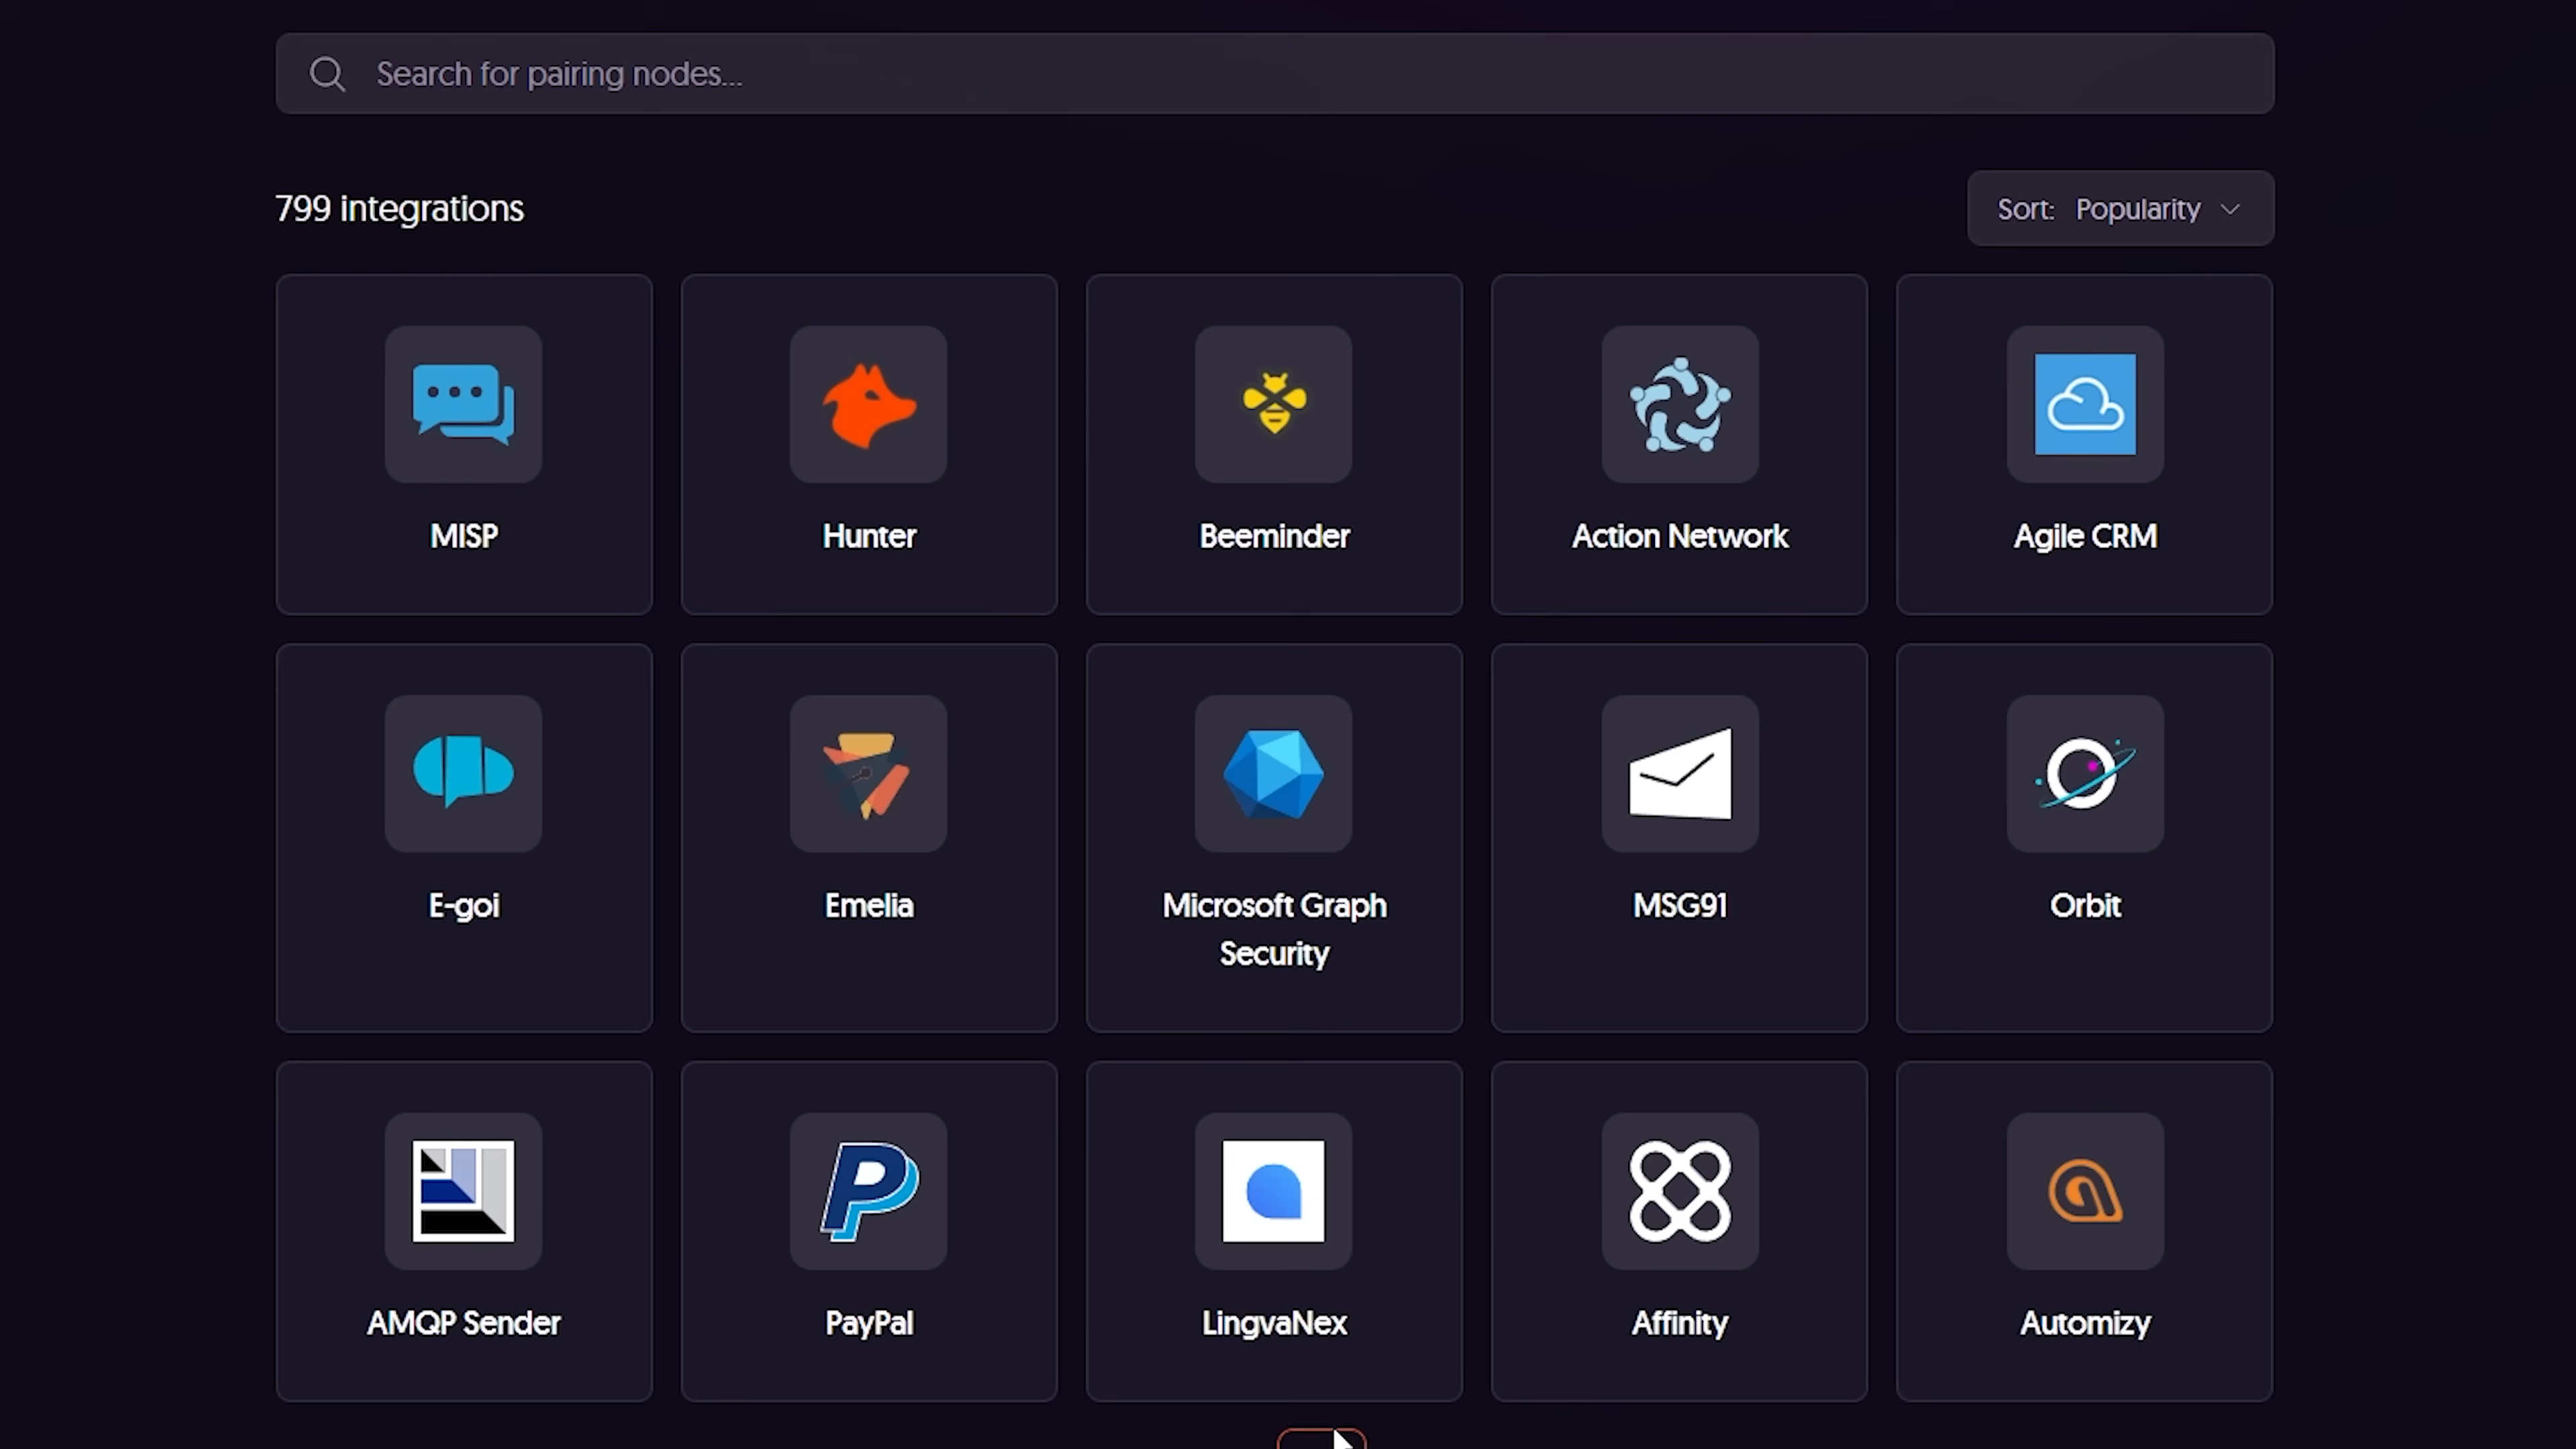 Search for pairing nodes...
799 integrations
Sort: Popularity
MISP
Hunter
Beeminder
Action Network
Agile CRM
E-goi
Emelia
Microsoft Graph
Security
MSG91
Orbit
AMQP Sender
PayPal
LingvaNex
Affinity
Automizy